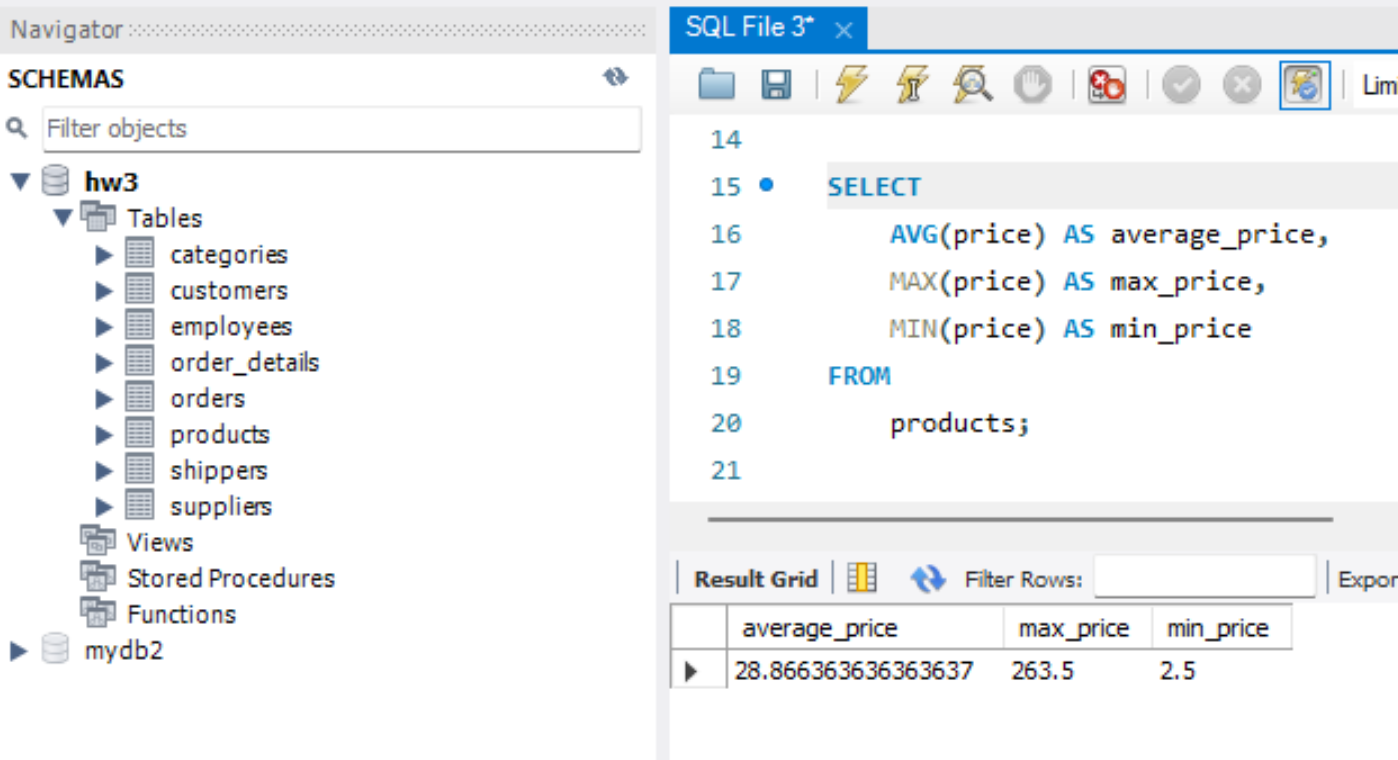 Navigator
SCHEMAS
Filter objects
hw3
Tables
categories
customers
employees
order_details
orders
products
shippers
suppliers
Views
Stored Procedures
Functions
mydb2
SQL File 3*
Lim
14
15 SELECT
16 AVG(price) AS average_price,
17 MAX(price) AS max_price,
18 MIN(price) AS min_price
19 FROM
20 products;
21
Result Grid Filter Rows: Expor
average_price max_price min_price
28.866363636363637 263.5 2.5